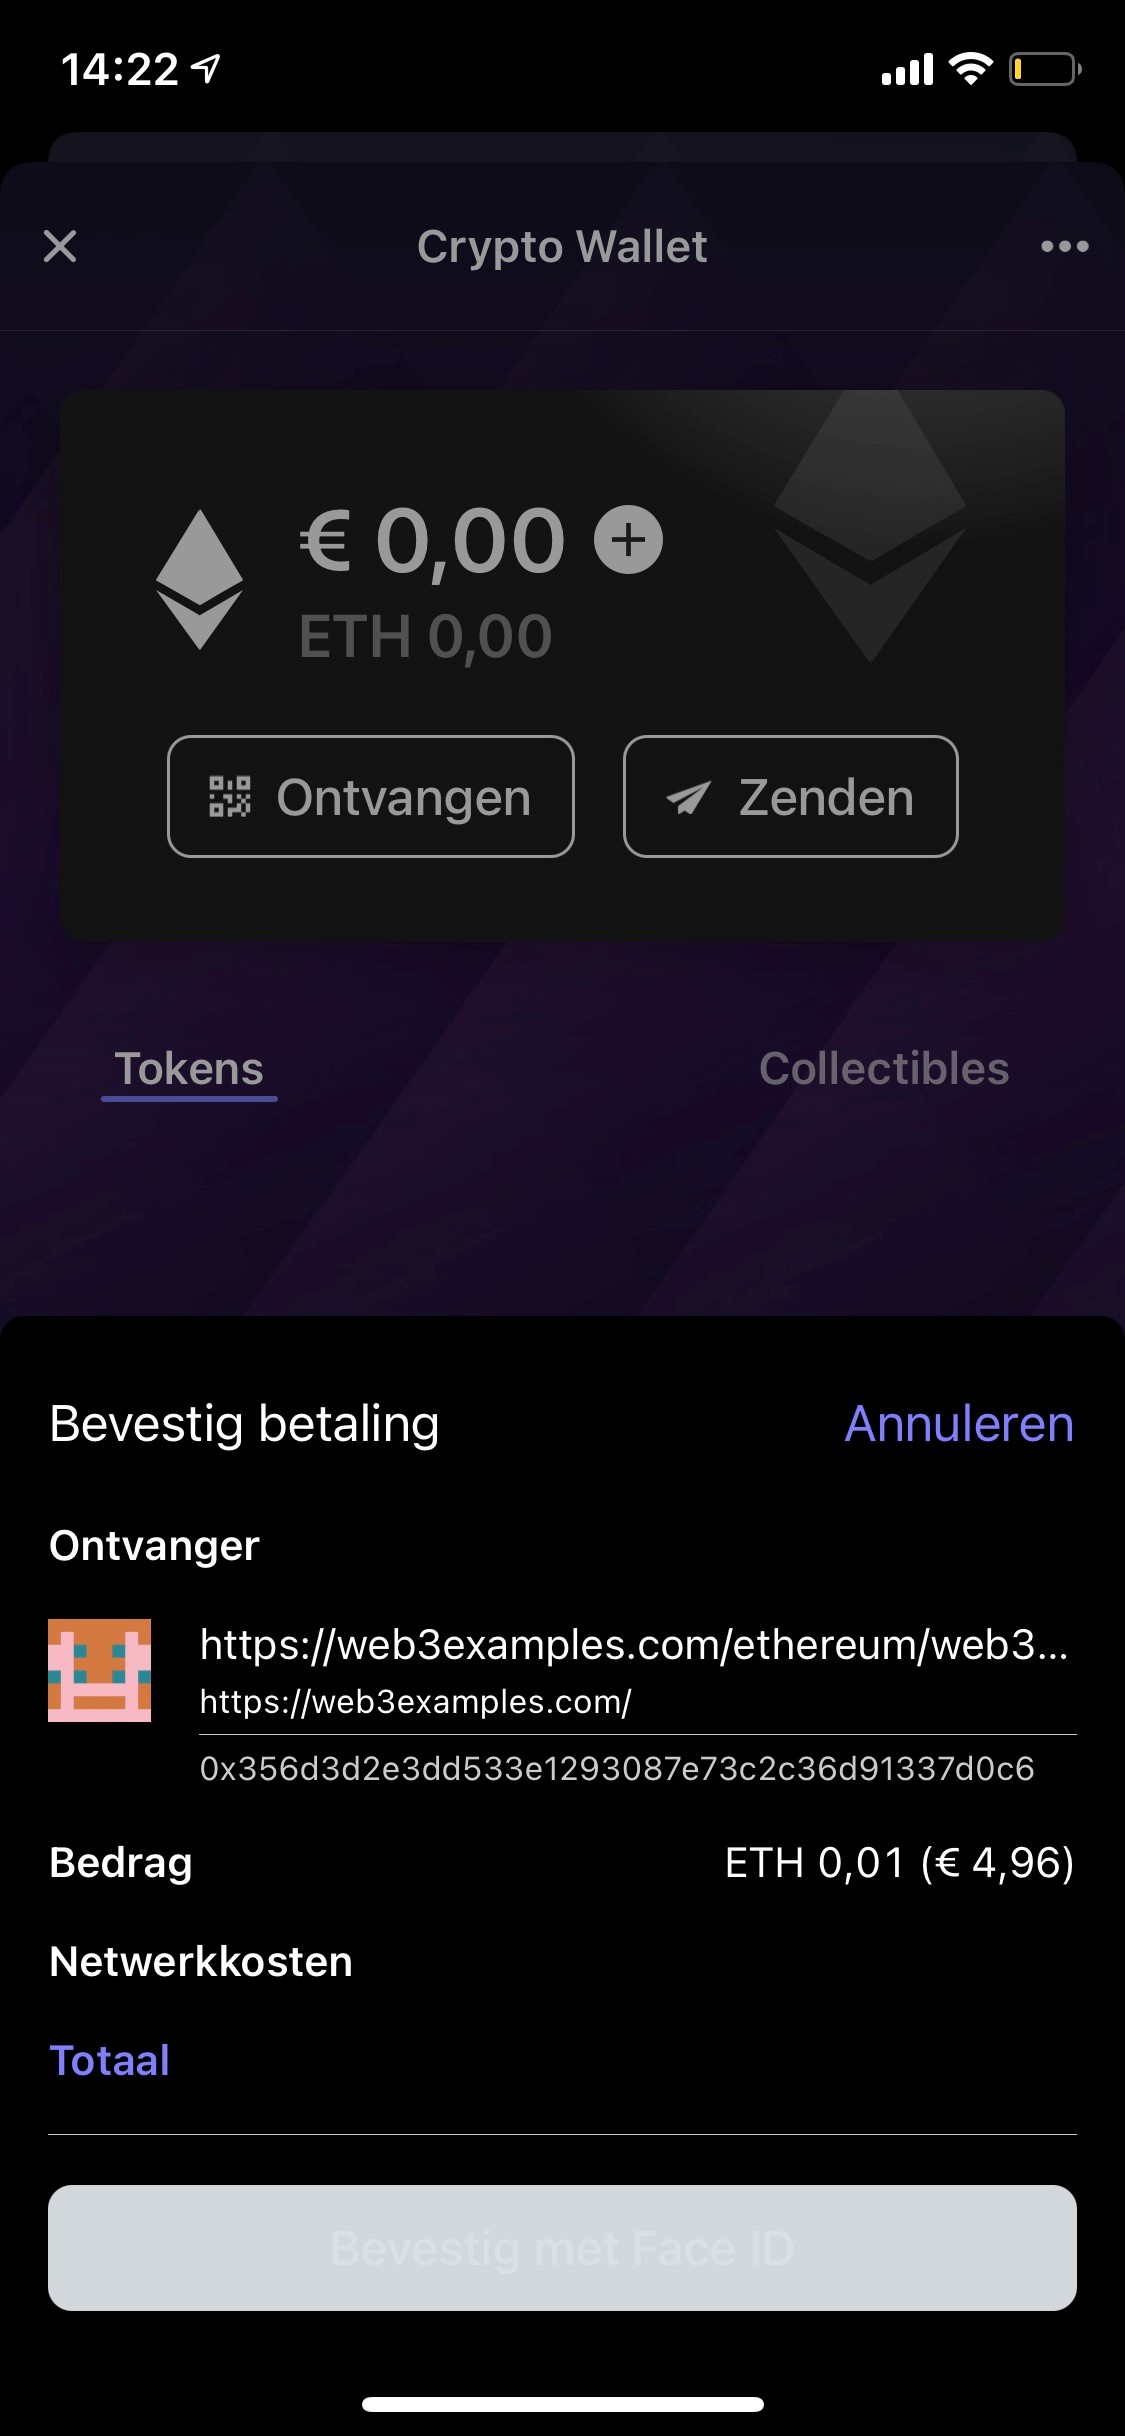 14:22
Crypto Wallet
€ 0,00
ETH 0,00
Ontvangen
Zenden
Tokens
Collectibles
Bevestig betaling
Annuleren
Ontvanger
https://web3examples.com/ethereum/web3...
https://web3examples.com/
0x356d3d2e3dd533e1293087e73c2c36d91337d0c6
Bedrag
ETH 0,01 (€ 4,96)
Netwerkkosten
Totaal
Bevestig met Face ID